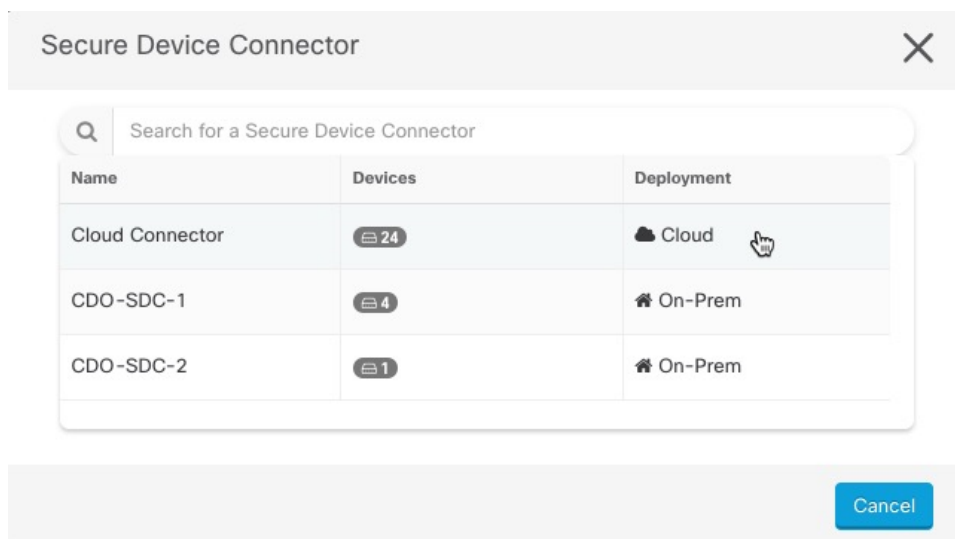 Secure Device Connector
Search for a Secure Device Connector
Name Devices Deployment
Cloud Connector 24 Cloud
CDO-SDC-1 4 On-Prem
CDO-SDC-2 1 On-Prem
Cancel